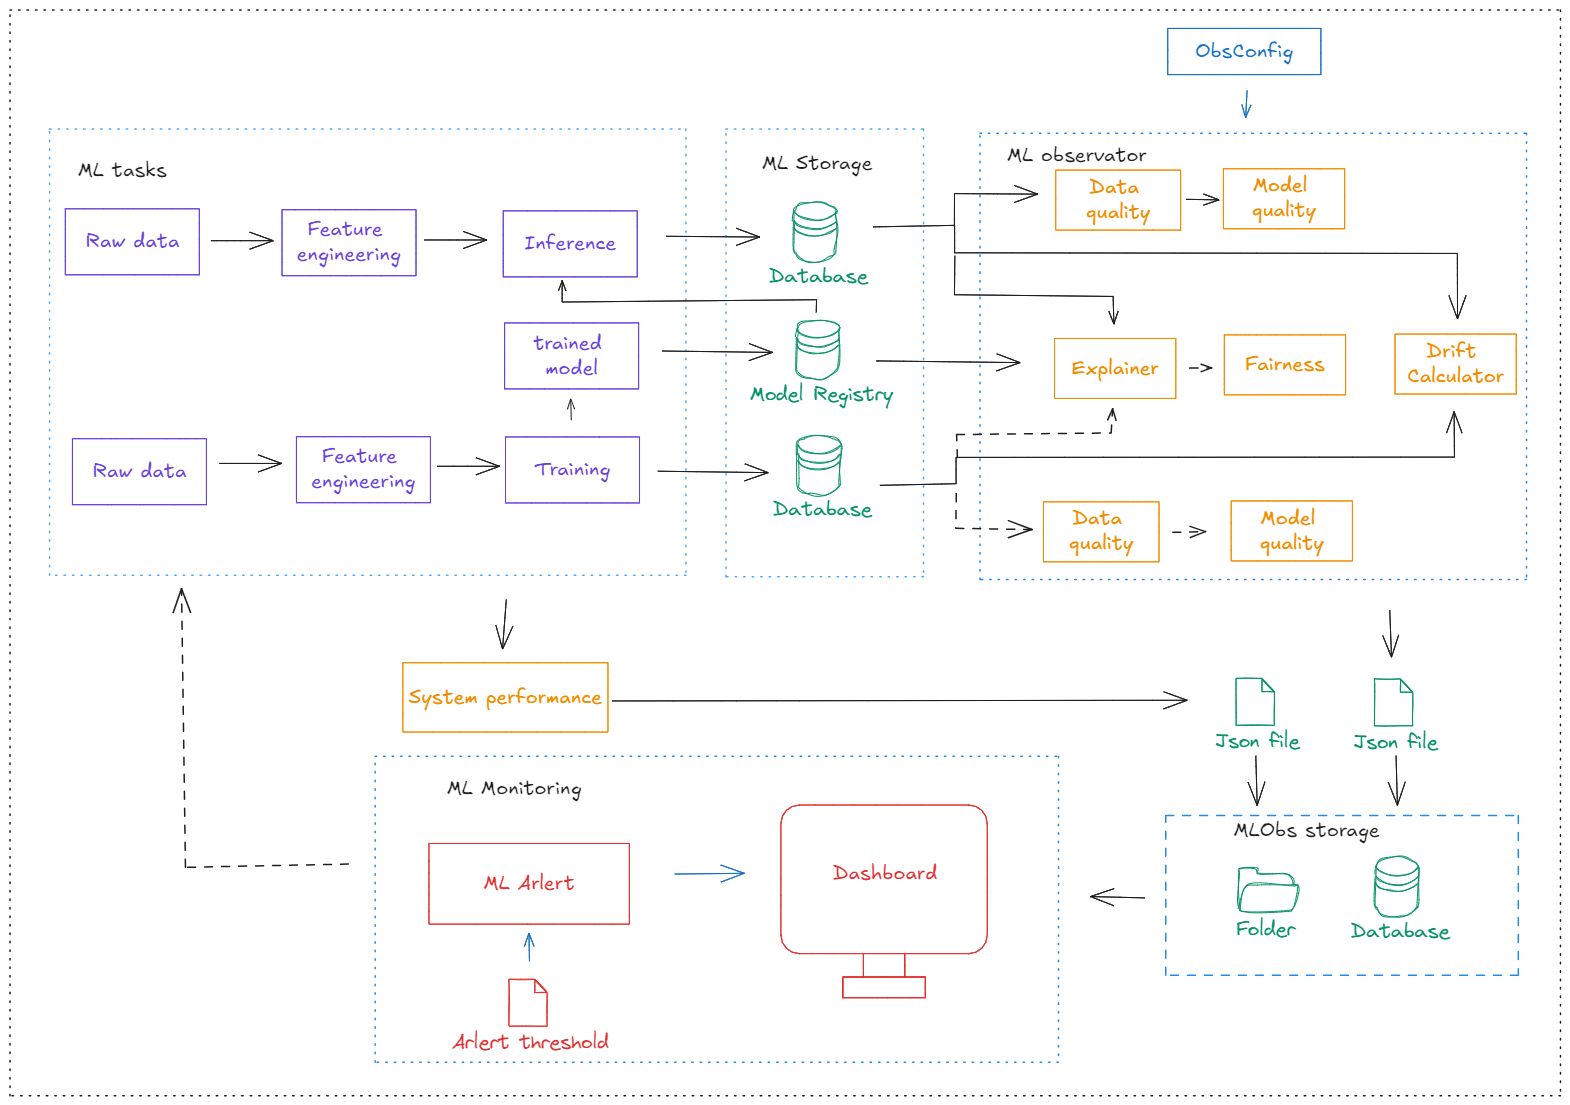 ObsConfig
ML tasks
Raw data
Feature
engineering
Inference
trained
model
Raw data
Feature
engineering
Training
ML Storage
Database
Model Registry
Database
ML observator
Data
quality
Model
quality
Explainer
Fairness
Drift
Calculator
Data
quality
Model
quality
System performance
Json file
Json file
ML Monitoring
ML Arlert
Dashboard
Arlert threshold
MLObs storage
Folder
Database